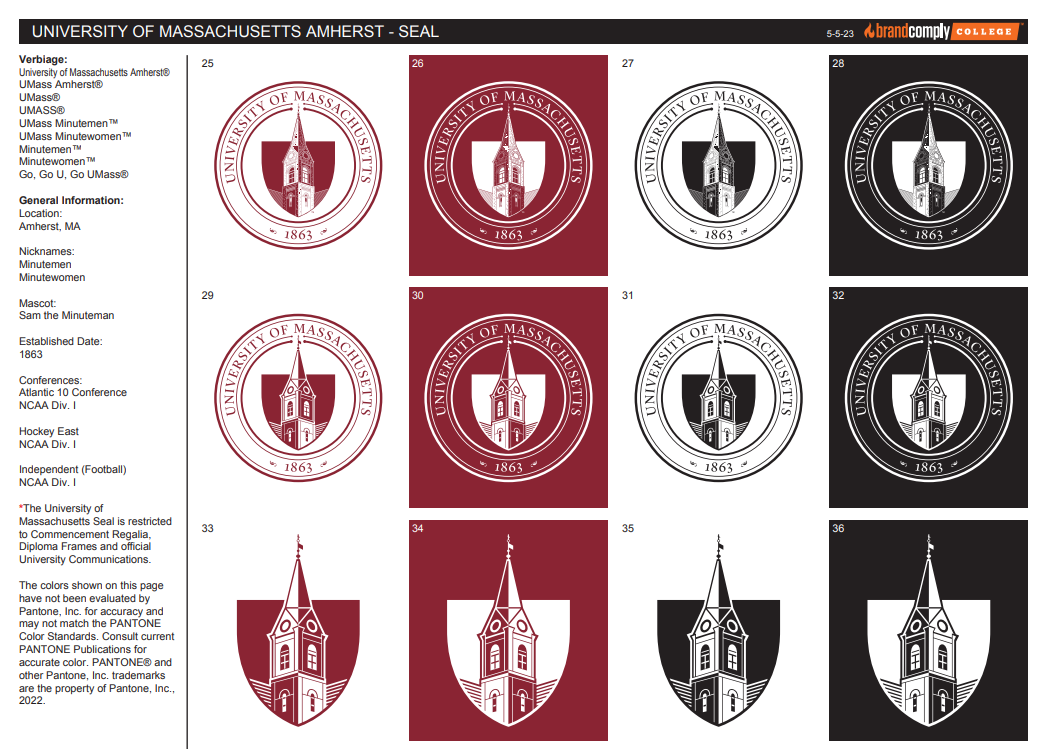 UNIVERSITY OF MASSACHUSETTS AMHERST - SEAL
5-5-23
brandcomply COLLEGE
Verbiage:
University of Massachusetts Amherst®
UMass Amherst®
UMass®
UMASS®
UMass Minutemen™
UMass Minutewomen™
Minutemen™
Minutewomen™
Go, Go U, Go UMass®
General Information:
Location:
Amherst, MA
Nicknames:
Minutemen
Minutewomen
Mascot:
Sam the Minuteman
Established Date:
1863
Conferences:
Atlantic 10 Conference
NCAA Div. I
Hockey East
NCAA Div. I
Independent (Football)
NCAA Div. I
*The University of
Massachusetts Seal is restricted
to Commencement Regalia,
Diploma Frames and official
University Communications.
The colors shown on this page
have not been evaluated by
Pantone, Inc. for accuracy and
may not match the PANTONE
Color Standards. Consult current
PANTONE Publications for
accurate color. PANTONE® and
other Pantone, Inc. trademarks
are the property of Pantone, Inc.,
2022.
25
UNIVERSITY OF MASSACHUSETTS
1863
26
UNIVERSITY OF MASSACHUSETTS
1863
27
UNIVERSITY OF MASSACHUSETTS
1863
28
UNIVERSITY OF MASSACHUSETTS
1863
29
UNIVERSITY OF MASSACHUSETTS
1863
30
UNIVERSITY OF MASSACHUSETTS
1863
31
UNIVERSITY OF MASSACHUSETTS
1863
32
UNIVERSITY OF MASSACHUSETTS
1863
33
34
35
36